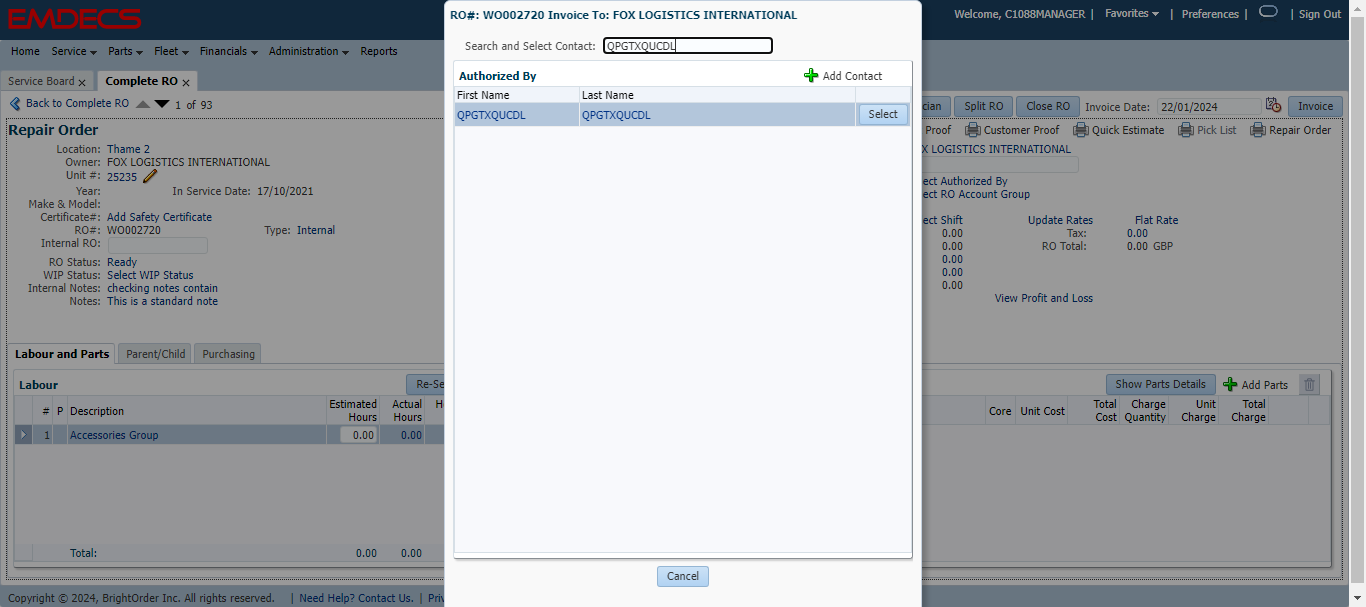 EMDECS
Welcome, C1088MANAGER | Favorites | Preferences | Sign Out
Home Service Parts Fleet Financials Administration Reports
Service Board x Complete RO x
Back to Complete RO 1 of 93
Split RO Close RO Invoice Date: 22/01/2024 Invoice
Repair Order
Proof Customer Proof Quick Estimate Pick List Repair Order
Location: Thame 2
Owner: FOX LOGISTICS INTERNATIONAL
Unit #: 25235
Year: In Service Date: 17/10/2021
Make & Model:
Certificate#: Add Safety Certificate
RO#: WO002720 Type: Internal
Internal RO:
RO Status: Ready
WIP Status: Select WIP Status
Internal Notes: checking notes contain
Notes: This is a standard note
X LOGISTICS INTERNATIONAL
ect Authorized By
ect RO Account Group
ect Shift Update Rates Flat Rate
0.00 Tax: 0.00
0.00 RO Total: 0.00 GBP
0.00
0.00
0.00
View Profit and Loss
RO#: WO002720 Invoice To: FOX LOGISTICS INTERNATIONAL
Search and Select Contact: QPGTXQUCDL
Authorized By Add Contact
First Name Last Name
QPGTXQUCDL QPGTXQUCDL Select
Cancel
Labour and Parts Parent/Child Purchasing
Labour Re-Se
# P Description Estimated Hours Actual Hours H
1 Accessories Group 0.00 0.00
Total: 0.00 0.00
Show Parts Details Add Parts
Core Unit Cost Total Cost Charge Quantity Unit Charge Total Charge
Copyright © 2024, BrightOrder Inc. All rights reserved. | Need Help? Contact Us. | Priv